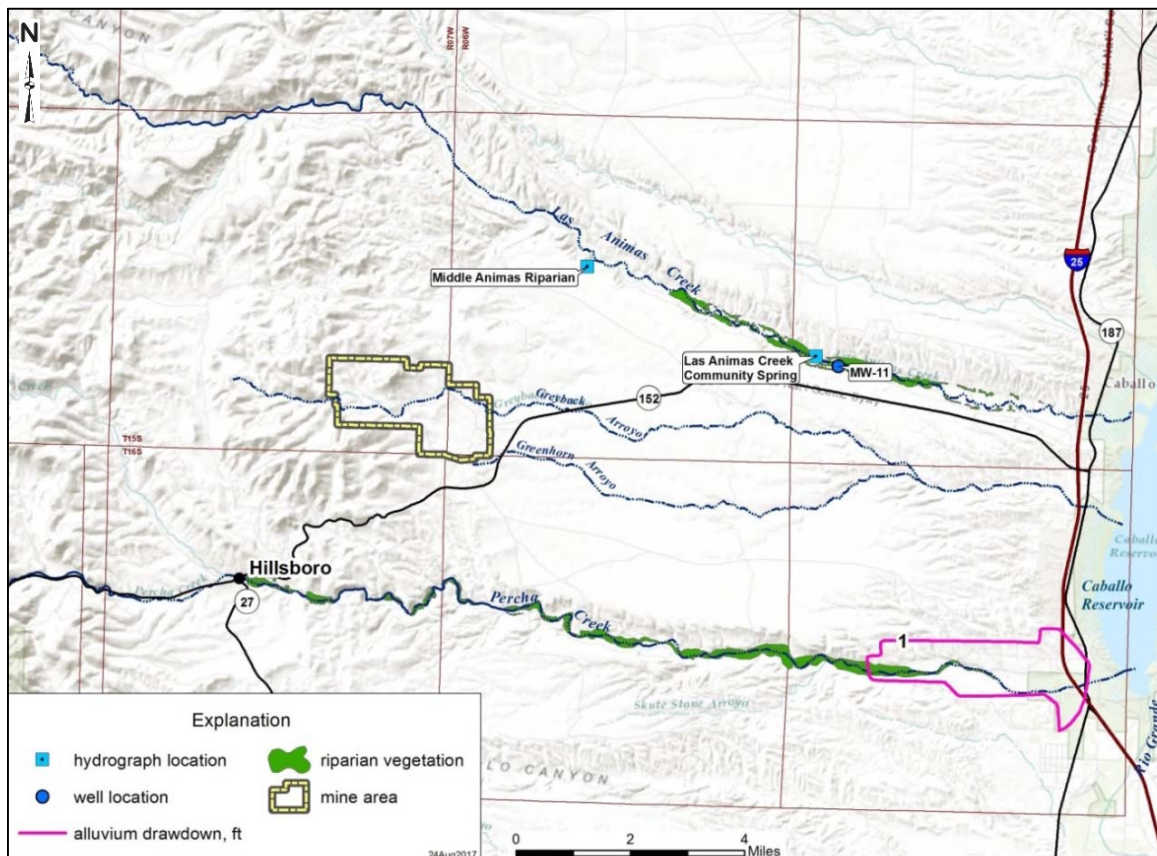 N
CANYON
R07W
R06W
Las
Animas
Creek
Middle Animas Riparian
25
187
Las Animas Creek
Community Spring
MW-11
Caballo
152
Greyback
Arroyo
T15S
T16S
Greenhorn
Arroyo
Hillsboro
Percha Creek
27
Percha
Creek
Caballo
Reservoir
Caballo
Reservoir
1
Skute Stone Arroyo
Rio Grande
CANYON
Explanation
hydrograph location
riparian vegetation
well location
mine area
alluvium drawdown, ft
24Aug2017
0 2 4
Miles